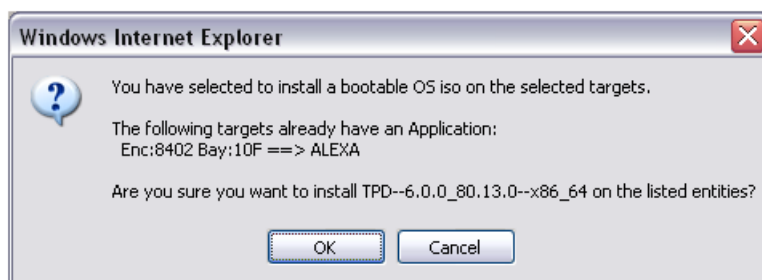 Windows Internet Explorer
You have selected to install a bootable OS iso on the selected targets.
The following targets already have an Application:
Enc:8402 Bay:10F ==> ALEXA
Are you sure you want to install TPD--6.0.0_80.13.0--x86_64 on the listed entities?
OK
Cancel